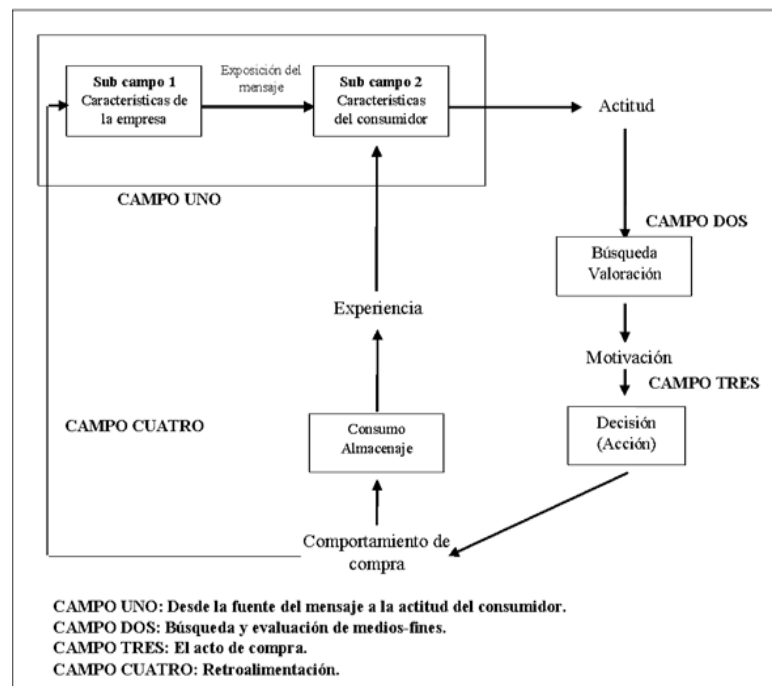 Sub campo 1
Características de
la empresa
Exposición del
mensaje
Sub campo 2
Características
del consumidor
Actitud
CAMPO UNO
CAMPO DOS
Búsqueda
Valoración
Experiencia
Motivación
CAMPO TRES
CAMPO CUATRO
Consumo
Almacenaje
Decisión
(Acción)
Comportamiento de
compra
CAMPO UNO: Desde la fuente del mensaje a la actitud del consumidor.
CAMPO DOS: Búsqueda y evaluación de medios-fines.
CAMPO TRES: El acto de compra.
CAMPO CUATRO: Retroalimentación.